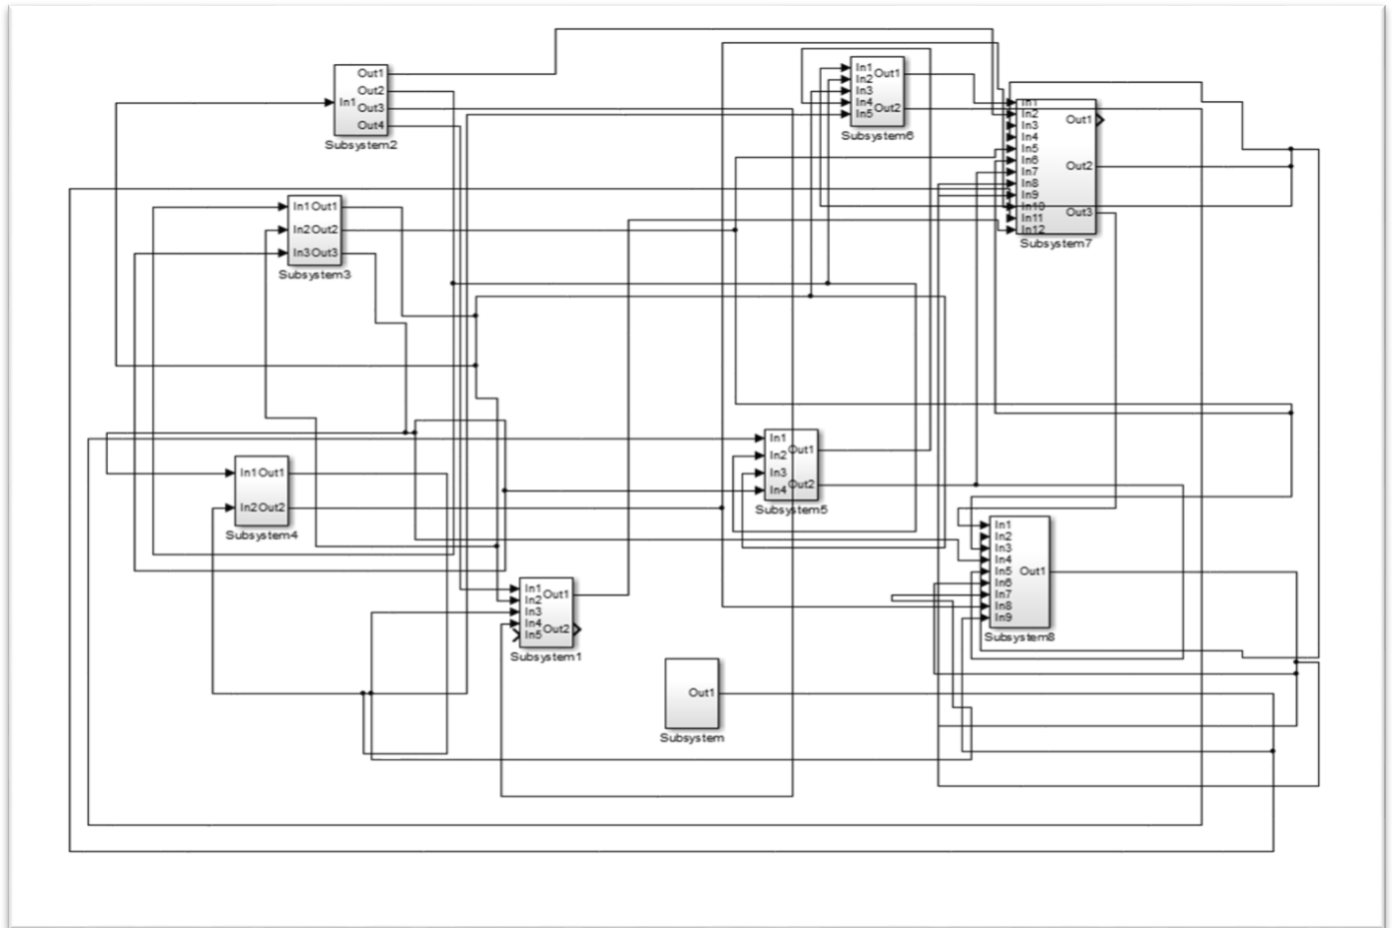 Out1
Out2
In1 Out3
Out4
Subsystem2
In1 Out1
In2
In3
In4 Out2
In5
Subsystem6
In1
In2 Out1
In3
In4
In5
In6 Out2
In7
In8
In9
In10 Out3
In11
In12
Subsystem7
In1 Out1
In2 Out2
In3 Out3
Subsystem3
In1 Out1
In2 Out2
Subsystem4
In1 Out1
In2
In3 Out2
In4
Subsystem5
In1
In2
In3
In4
In5 Out1
In6
In7
In8
In9
Subsystem8
In1 Out1
In2
In3
In4 Out2
In5
Subsystem1
Out1
Subsystem